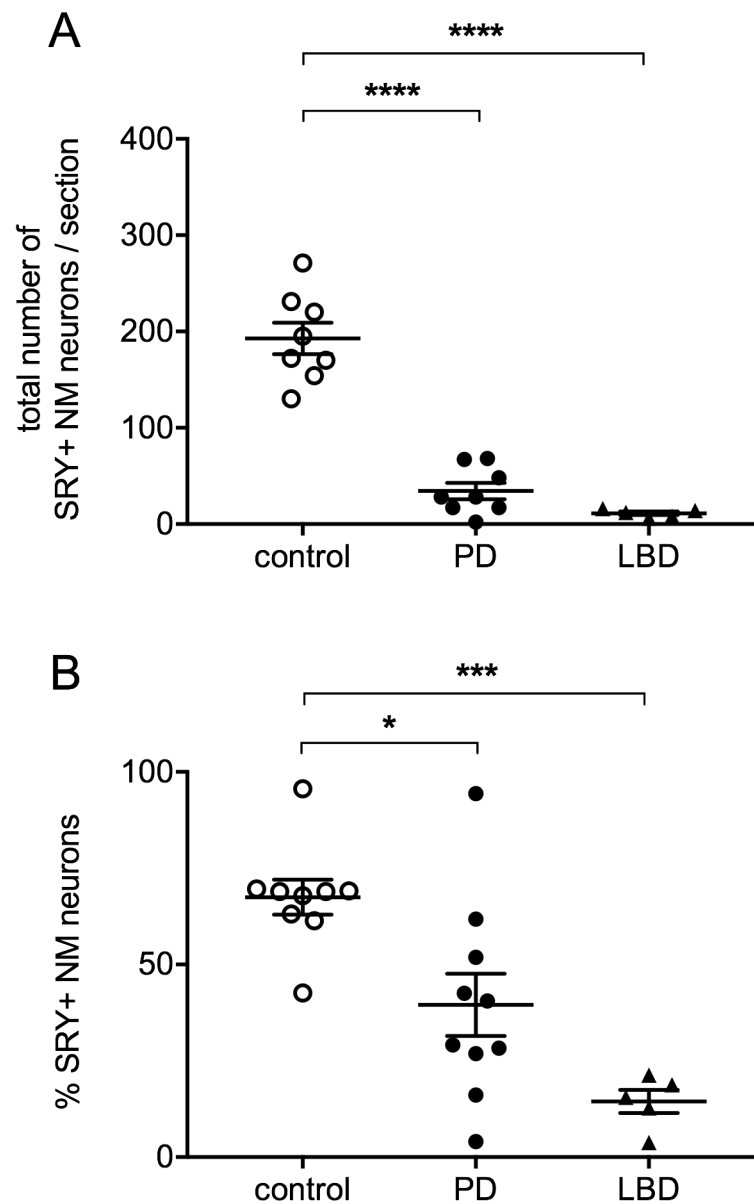 A
****
****
total number of
SRY+ NM neurons / section
400
300
200
100
0
control PD LBD
B
***
*
% SRY+ NM neurons
100
50
0
control PD LBD